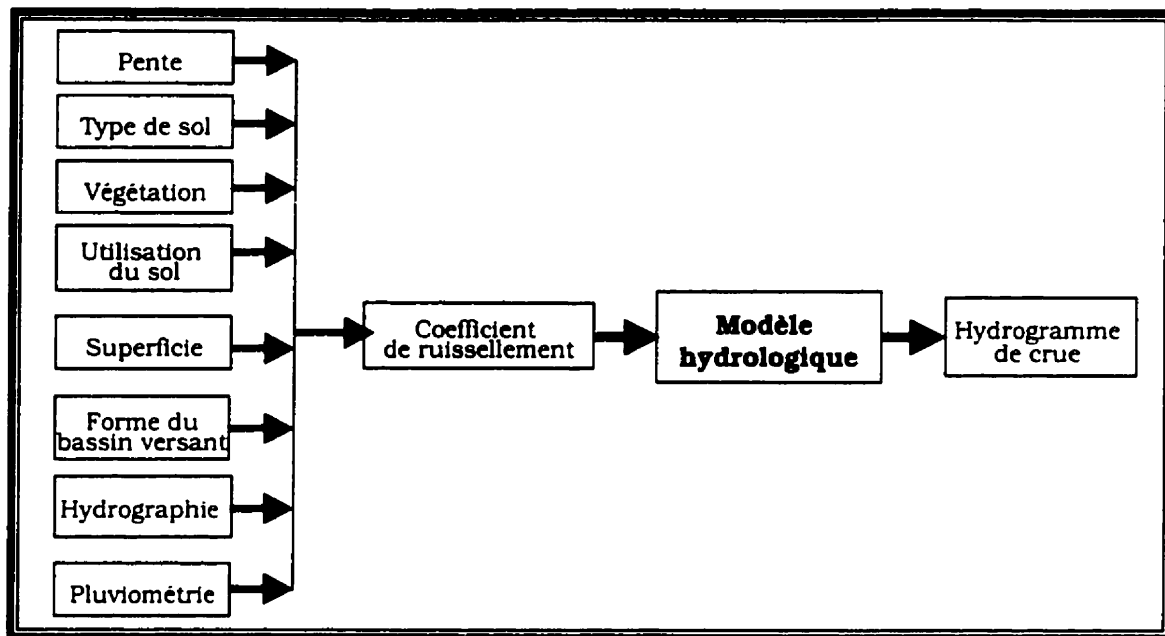 Pente
Type de sol
Végétation
Utilisation
du sol
Superficie
Forme du
bassin versant
Hydrographie
Pluviométrie
Coefficient
de ruissellement
Modèle
hydrologique
Hydrogramme
de crue